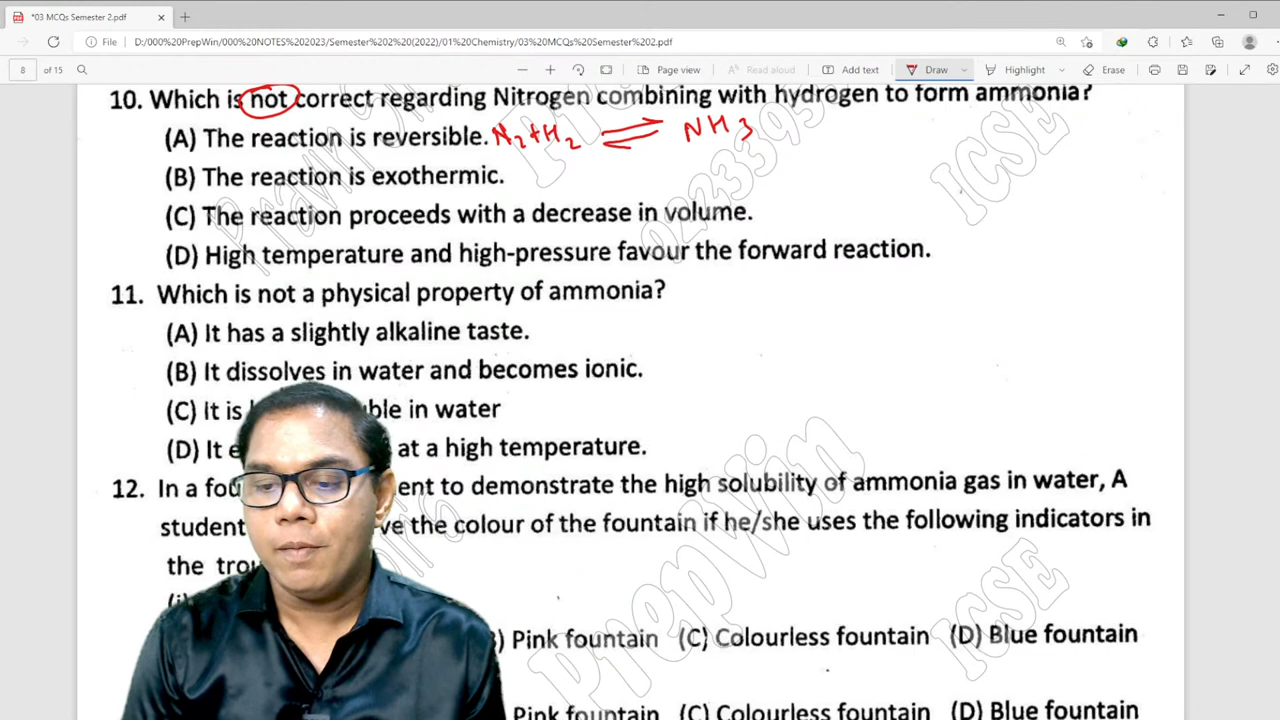 *03 MCQs Semester 2.pdf
File D:/000%20PrepWin/000%20NOTES%202023/Semester%202%20(2022)/01%20Chemistry/03%20MCQs%20Semester%202.pdf
8 of 15 Page view Read aloud Add text Draw Highlight Erase
10. Which is not correct regarding Nitrogen combining with hydrogen to form ammonia?
(A) The reaction is reversible. N2+H2 ⇌ NH3
(B) The reaction is exothermic.
(C) The reaction proceeds with a decrease in volume.
(D) High temperature and high-pressure favour the forward reaction.
11. Which is not a physical property of ammonia?
(A) It has a slightly alkaline taste.
(B) It dissolves in water and becomes ionic.
(C) It is in water
(D) It at a high temperature.
12. In a to demonstrate the high solubility of ammonia gas in water, A
student the colour of the fountain if he/she uses the following indicators in
the
(i)
Pink fountain (C) Colourless fountain (D) Blue fountain
Pink fountain (C) Colourless fountain (D) Blue fountain
PrepWin
ICSE
ICSE